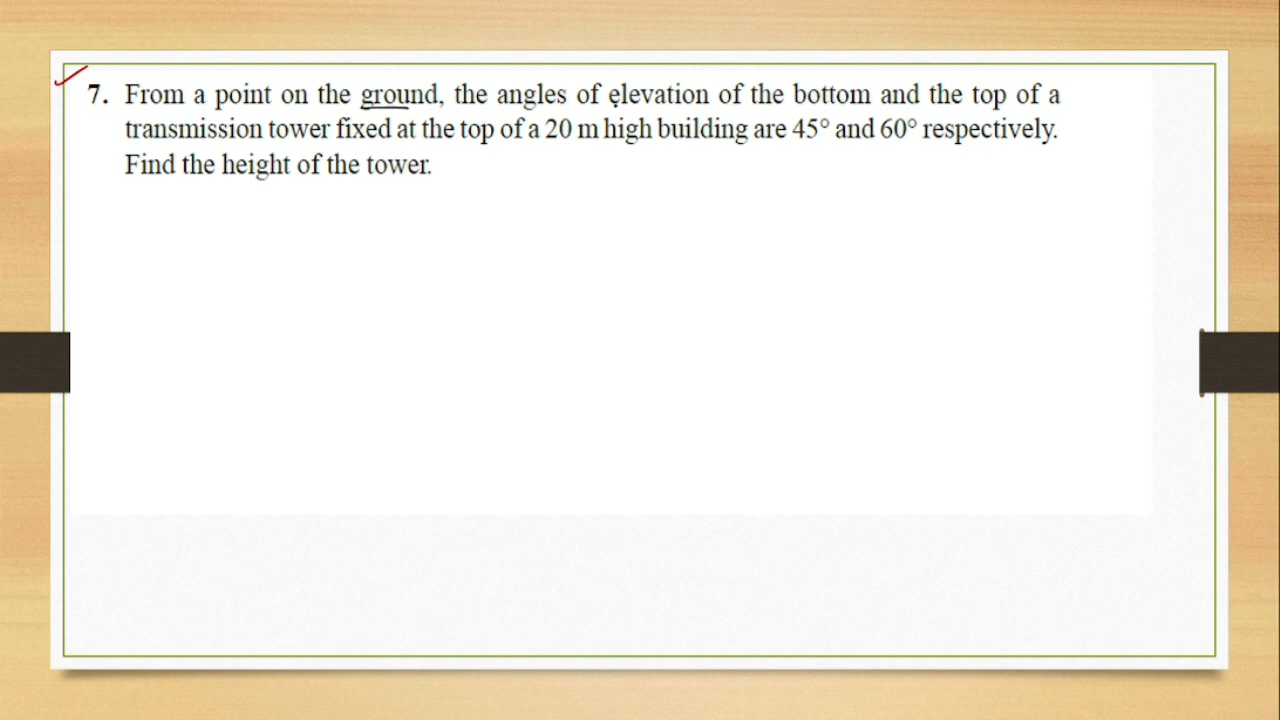 7. From a point on the ground, the angles of elevation of the bottom and the top of a
transmission tower fixed at the top of a 20 m high building are 45° and 60° respectively.
Find the height of the tower.